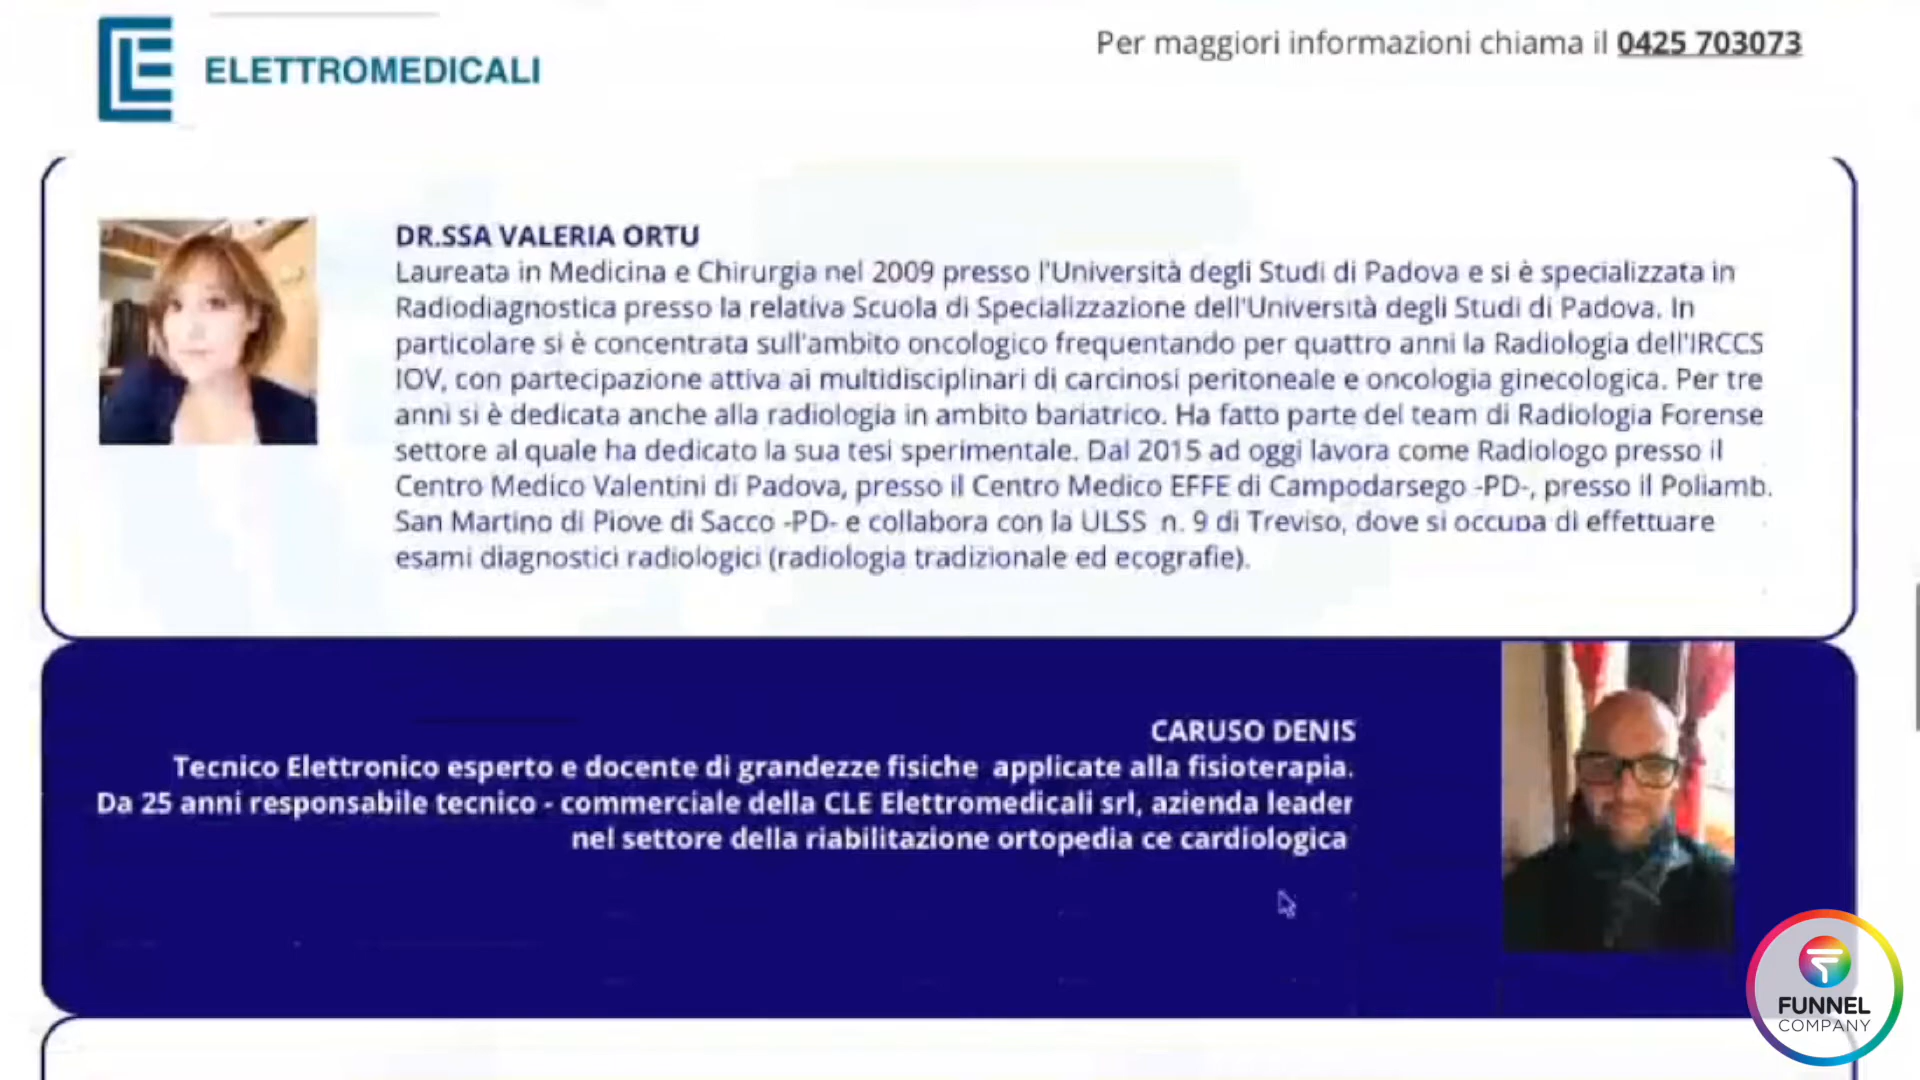 ELETTROMEDICALI
Per maggiori informazioni chiama il 0425 703073
DR.SSA VALERIA ORTU
Laureata in Medicina e Chirurgia nel 2009 presso l'Università degli Studi di Padova e si è specializzata in
Radiodiagnostica presso la relativa Scuola di Specializzazione dell'Università degli Studi di Padova. In
particolare si è concentrata sull'ambito oncologico frequentando per quattro anni la Radiologia dell'IRCCS
IOV, con partecipazione attiva ai multidisciplinari di carcinosi peritoneale e oncologia ginecologica. Per tre
anni si è dedicata anche alla radiologia in ambito bariatrico. Ha fatto parte del team di Radiologia Forense
settore al quale ha dedicato la sua tesi sperimentale. Dal 2015 ad oggi lavora come Radiologo presso il
Centro Medico Valentini di Padova, presso il Centro Medico EFFE di Campodarsego -PD-, presso il Poliamb.
San Martino di Piove di Sacco -PD- e collabora con la ULSS n. 9 di Treviso, dove si occupa di effettuare
esami diagnostici radiologici (radiologia tradizionale ed ecografie).
CARUSO DENIS
Tecnico Elettronico esperto e docente di grandezze fisiche applicate alla fisioterapia.
Da 25 anni responsabile tecnico - commerciale della CLE Elettromedicali srl, azienda leader
nel settore della riabilitazione ortopedia ce cardiologica
FUNNEL
COMPANY